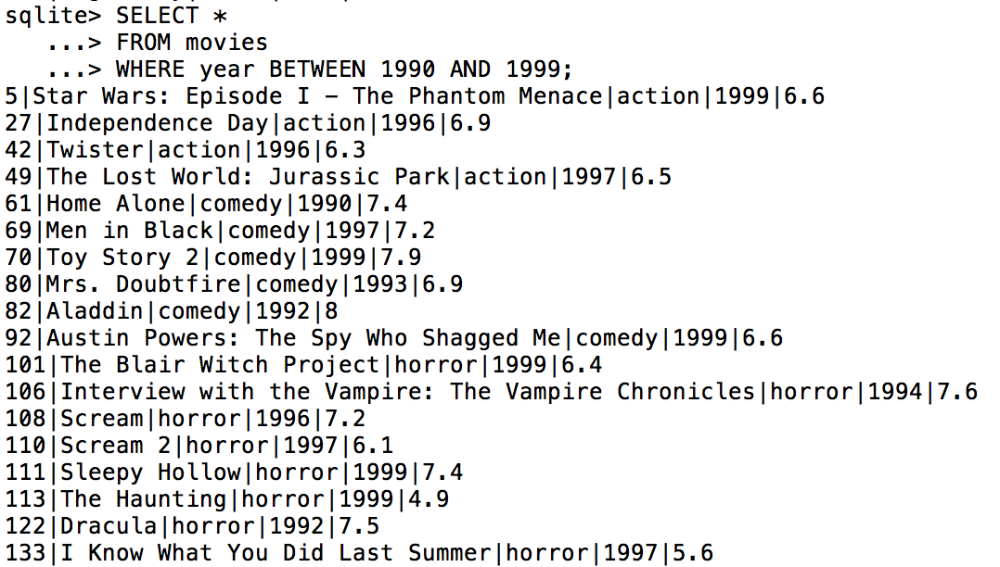 sqlite> SELECT *
...> FROM movies
...> WHERE year BETWEEN 1990 AND 1999;
5|Star Wars: Episode I - The Phantom Menace|action|1999|6.6
27|Independence Day|action|1996|6.9
42|Twister|action|1996|6.3
49|The Lost World: Jurassic Park|action|1997|6.5
61|Home Alone|comedy|1990|7.4
69|Men in Black|comedy|1997|7.2
70|Toy Story 2|comedy|1999|7.9
80|Mrs. Doubtfire|comedy|1993|6.9
82|Aladdin|comedy|1992|8
92|Austin Powers: The Spy Who Shagged Me|comedy|1999|6.6
101|The Blair Witch Project|horror|1999|6.4
106|Interview with the Vampire: The Vampire Chronicles|horror|1994|7.6
108|Scream|horror|1996|7.2
110|Scream 2|horror|1997|6.1
111|Sleepy Hollow|horror|1999|7.4
113|The Haunting|horror|1999|4.9
122|Dracula|horror|1992|7.5
133|I Know What You Did Last Summer|horror|1997|5.6